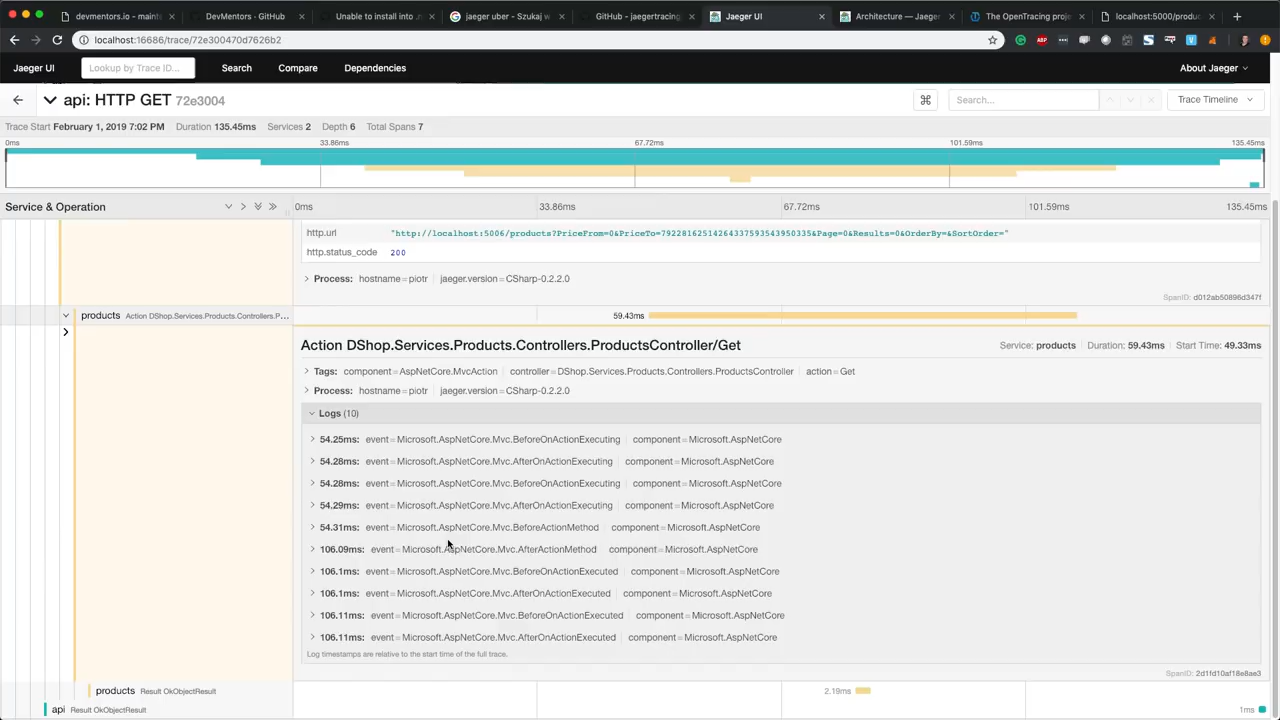 devmentors.io - maint
DevMentors · GitHub
Unable to install into .n
jaeger uber - Szukaj w
GitHub - jaegertracing
Jaeger UI
Architecture — Jaeger
The OpenTracing proje
localhost:5000/produc
localhost:16686/trace/72e300470d7626b2
Jaeger UI
Lookup by Trace ID...
Search
Compare
Dependencies
About Jaeger
api: HTTP GET 72e3004
Search...
Trace Timeline
Trace Start February 1, 2019 7:02 PM Duration 135.45ms Services 2 Depth 6 Total Spans 7
0ms 33.86ms 67.72ms 101.59ms 135.45ms
Service & Operation
0ms 33.86ms 67.72ms 101.59ms 135.45ms
http.url "http://localhost:5006/products?PriceFrom=0&PriceTo=79228162514264337593543950335&Page=0&Results=0&OrderBy=&SortOrder="
http.status_code 200
Process: hostname=piotr jaeger.version=CSharp-0.2.2.0
SpanID: d012ab50896d347f
products Action DShop.Services.Products.Controllers.P... 59.43ms
Action DShop.Services.Products.Controllers.ProductsController/Get
Service: products Duration: 59.43ms Start Time: 49.33ms
Tags: component=AspNetCore.MvcAction controller=DShop.Services.Products.Controllers.ProductsController action=Get
Process: hostname=piotr jaeger.version=CSharp-0.2.2.0
Logs (10)
54.25ms: event=Microsoft.AspNetCore.Mvc.BeforeOnActionExecuting component=Microsoft.AspNetCore
54.28ms: event=Microsoft.AspNetCore.Mvc.AfterOnActionExecuting component=Microsoft.AspNetCore
54.28ms: event=Microsoft.AspNetCore.Mvc.BeforeOnActionExecuting component=Microsoft.AspNetCore
54.29ms: event=Microsoft.AspNetCore.Mvc.AfterOnActionExecuting component=Microsoft.AspNetCore
54.31ms: event=Microsoft.AspNetCore.Mvc.BeforeActionMethod component=Microsoft.AspNetCore
106.09ms: event=Microsoft.AspNetCore.Mvc.AfterActionMethod component=Microsoft.AspNetCore
106.1ms: event=Microsoft.AspNetCore.Mvc.BeforeOnActionExecuted component=Microsoft.AspNetCore
106.1ms: event=Microsoft.AspNetCore.Mvc.AfterOnActionExecuted component=Microsoft.AspNetCore
106.11ms: event=Microsoft.AspNetCore.Mvc.BeforeOnActionExecuted component=Microsoft.AspNetCore
106.11ms: event=Microsoft.AspNetCore.Mvc.AfterOnActionExecuted component=Microsoft.AspNetCore
Log timestamps are relative to the start time of the full trace.
SpanID: 2d1fd10af18e8ae3
products Result OkObjectResult 2.19ms
api Result OkObjectResult 1ms